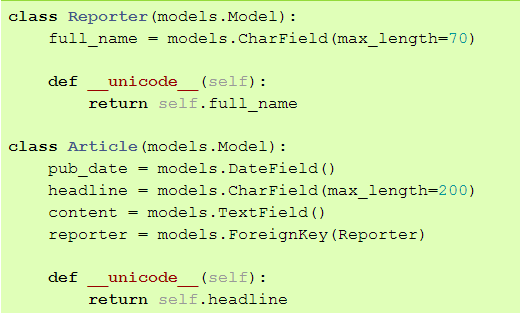 class Reporter(models.Model):
    full_name = models.CharField(max_length=70)

    def __unicode__(self):
        return self.full_name

class Article(models.Model):
    pub_date = models.DateField()
    headline = models.CharField(max_length=200)
    content = models.TextField()
    reporter = models.ForeignKey(Reporter)

    def __unicode__(self):
        return self.headline